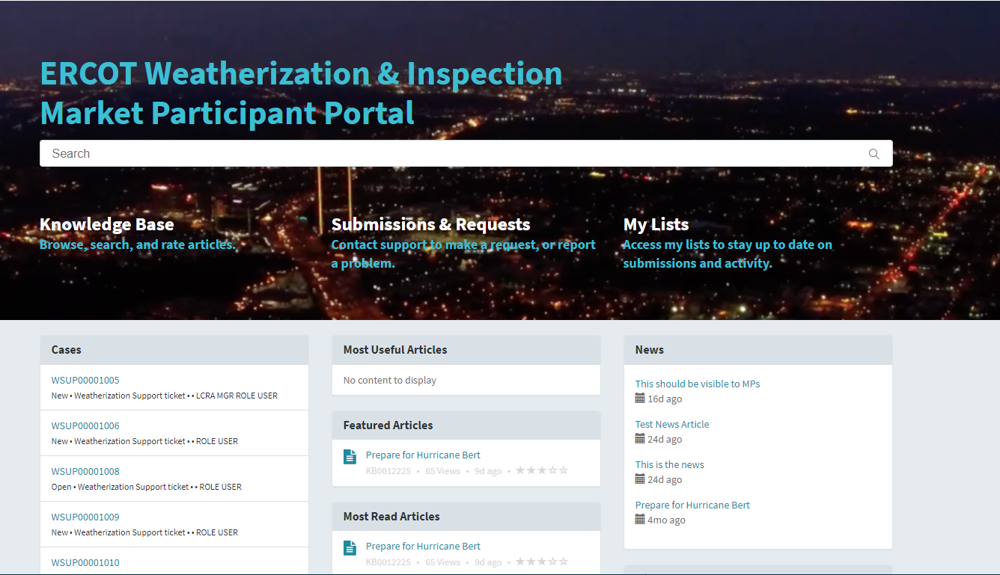 ERCOT Weatherization & Inspection
Market Participant Portal
Search
Knowledge Base
Browse, search, and rate articles.
Submissions & Requests
Contact support to make a request, or report
a problem.
My Lists
Access my lists to stay up to date on
submissions and activity.
Cases
WSUP00001005
New • Weatherization Support ticket • • LCRA MGR ROLE USER
WSUP00001006
New • Weatherization Support ticket • • ROLE USER
WSUP00001008
Open • Weatherization Support ticket • • ROLE USER
WSUP00001009
New • Weatherization Support ticket • • ROLE USER
WSUP00001010
Most Useful Articles
No content to display
Featured Articles
Prepare for Hurricane Bert
KB0012225 • 65 Views • 9d ago • ★★★☆☆
Most Read Articles
Prepare for Hurricane Bert
KB0012225 • 65 Views • 9d ago • ★★★☆☆
News
This should be visible to MPs
16d ago
Test News Article
24d ago
This is the news
24d ago
Prepare for Hurricane Bert
4mo ago